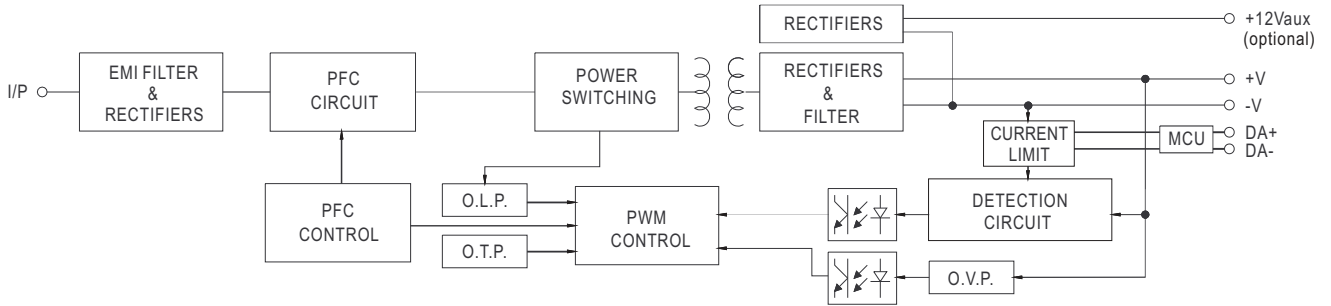 RECTIFIERS
+12Vaux
(optional)
I/P
EMI FILTER
&
RECTIFIERS
PFC
CIRCUIT
POWER
SWITCHING
RECTIFIERS
&
FILTER
+V
-V
CURRENT
LIMIT
MCU
DA+
DA-
PFC
CONTROL
O.L.P.
O.T.P.
PWM
CONTROL
DETECTION
CIRCUIT
O.V.P.